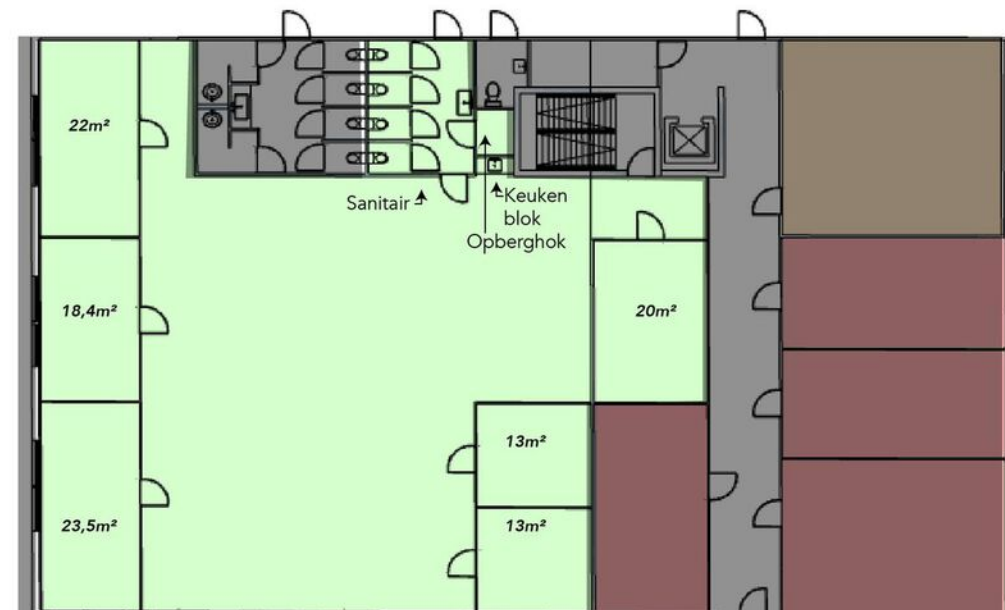 22m²
Sanitair
Keuken
blok
Opberghok
18,4m²
20m²
13m²
23,5m²
13m²